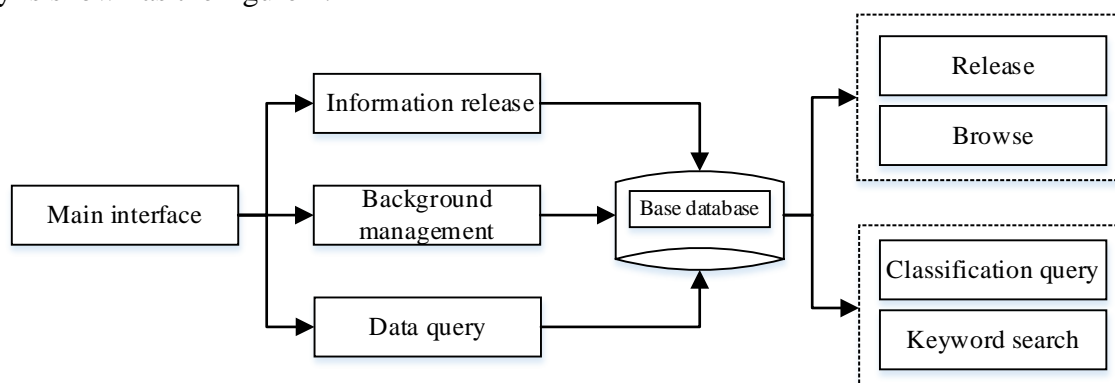 Main interface
Information release
Background
management
Data query
Base database
Release
Browse
Classification query
Keyword search